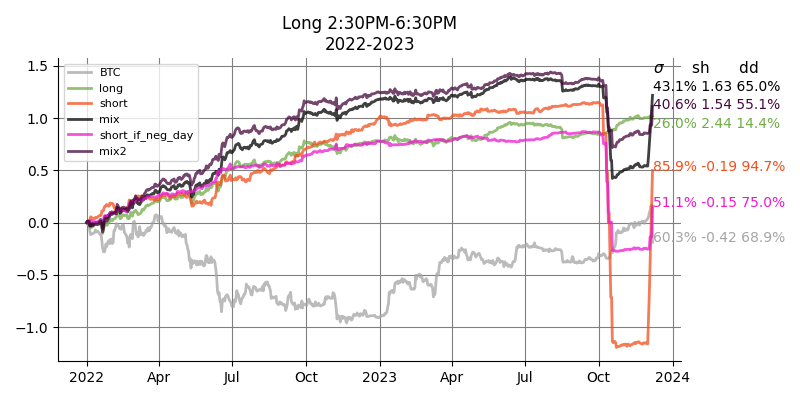 Long 2:30PM-6:30PM
2022-2023
σ sh dd
BTC
long
short
mix
short_if_neg_day
mix2
43.1% 1.63 65.0%
40.6% 1.54 55.1%
26.0% 2.44 14.4%
85.9% -0.19 94.7%
51.1% -0.15 75.0%
60.3% -0.42 68.9%
1.5
1.0
0.5
0.0
−0.5
−1.0
2022 Apr Jul Oct 2023 Apr Jul Oct 2024